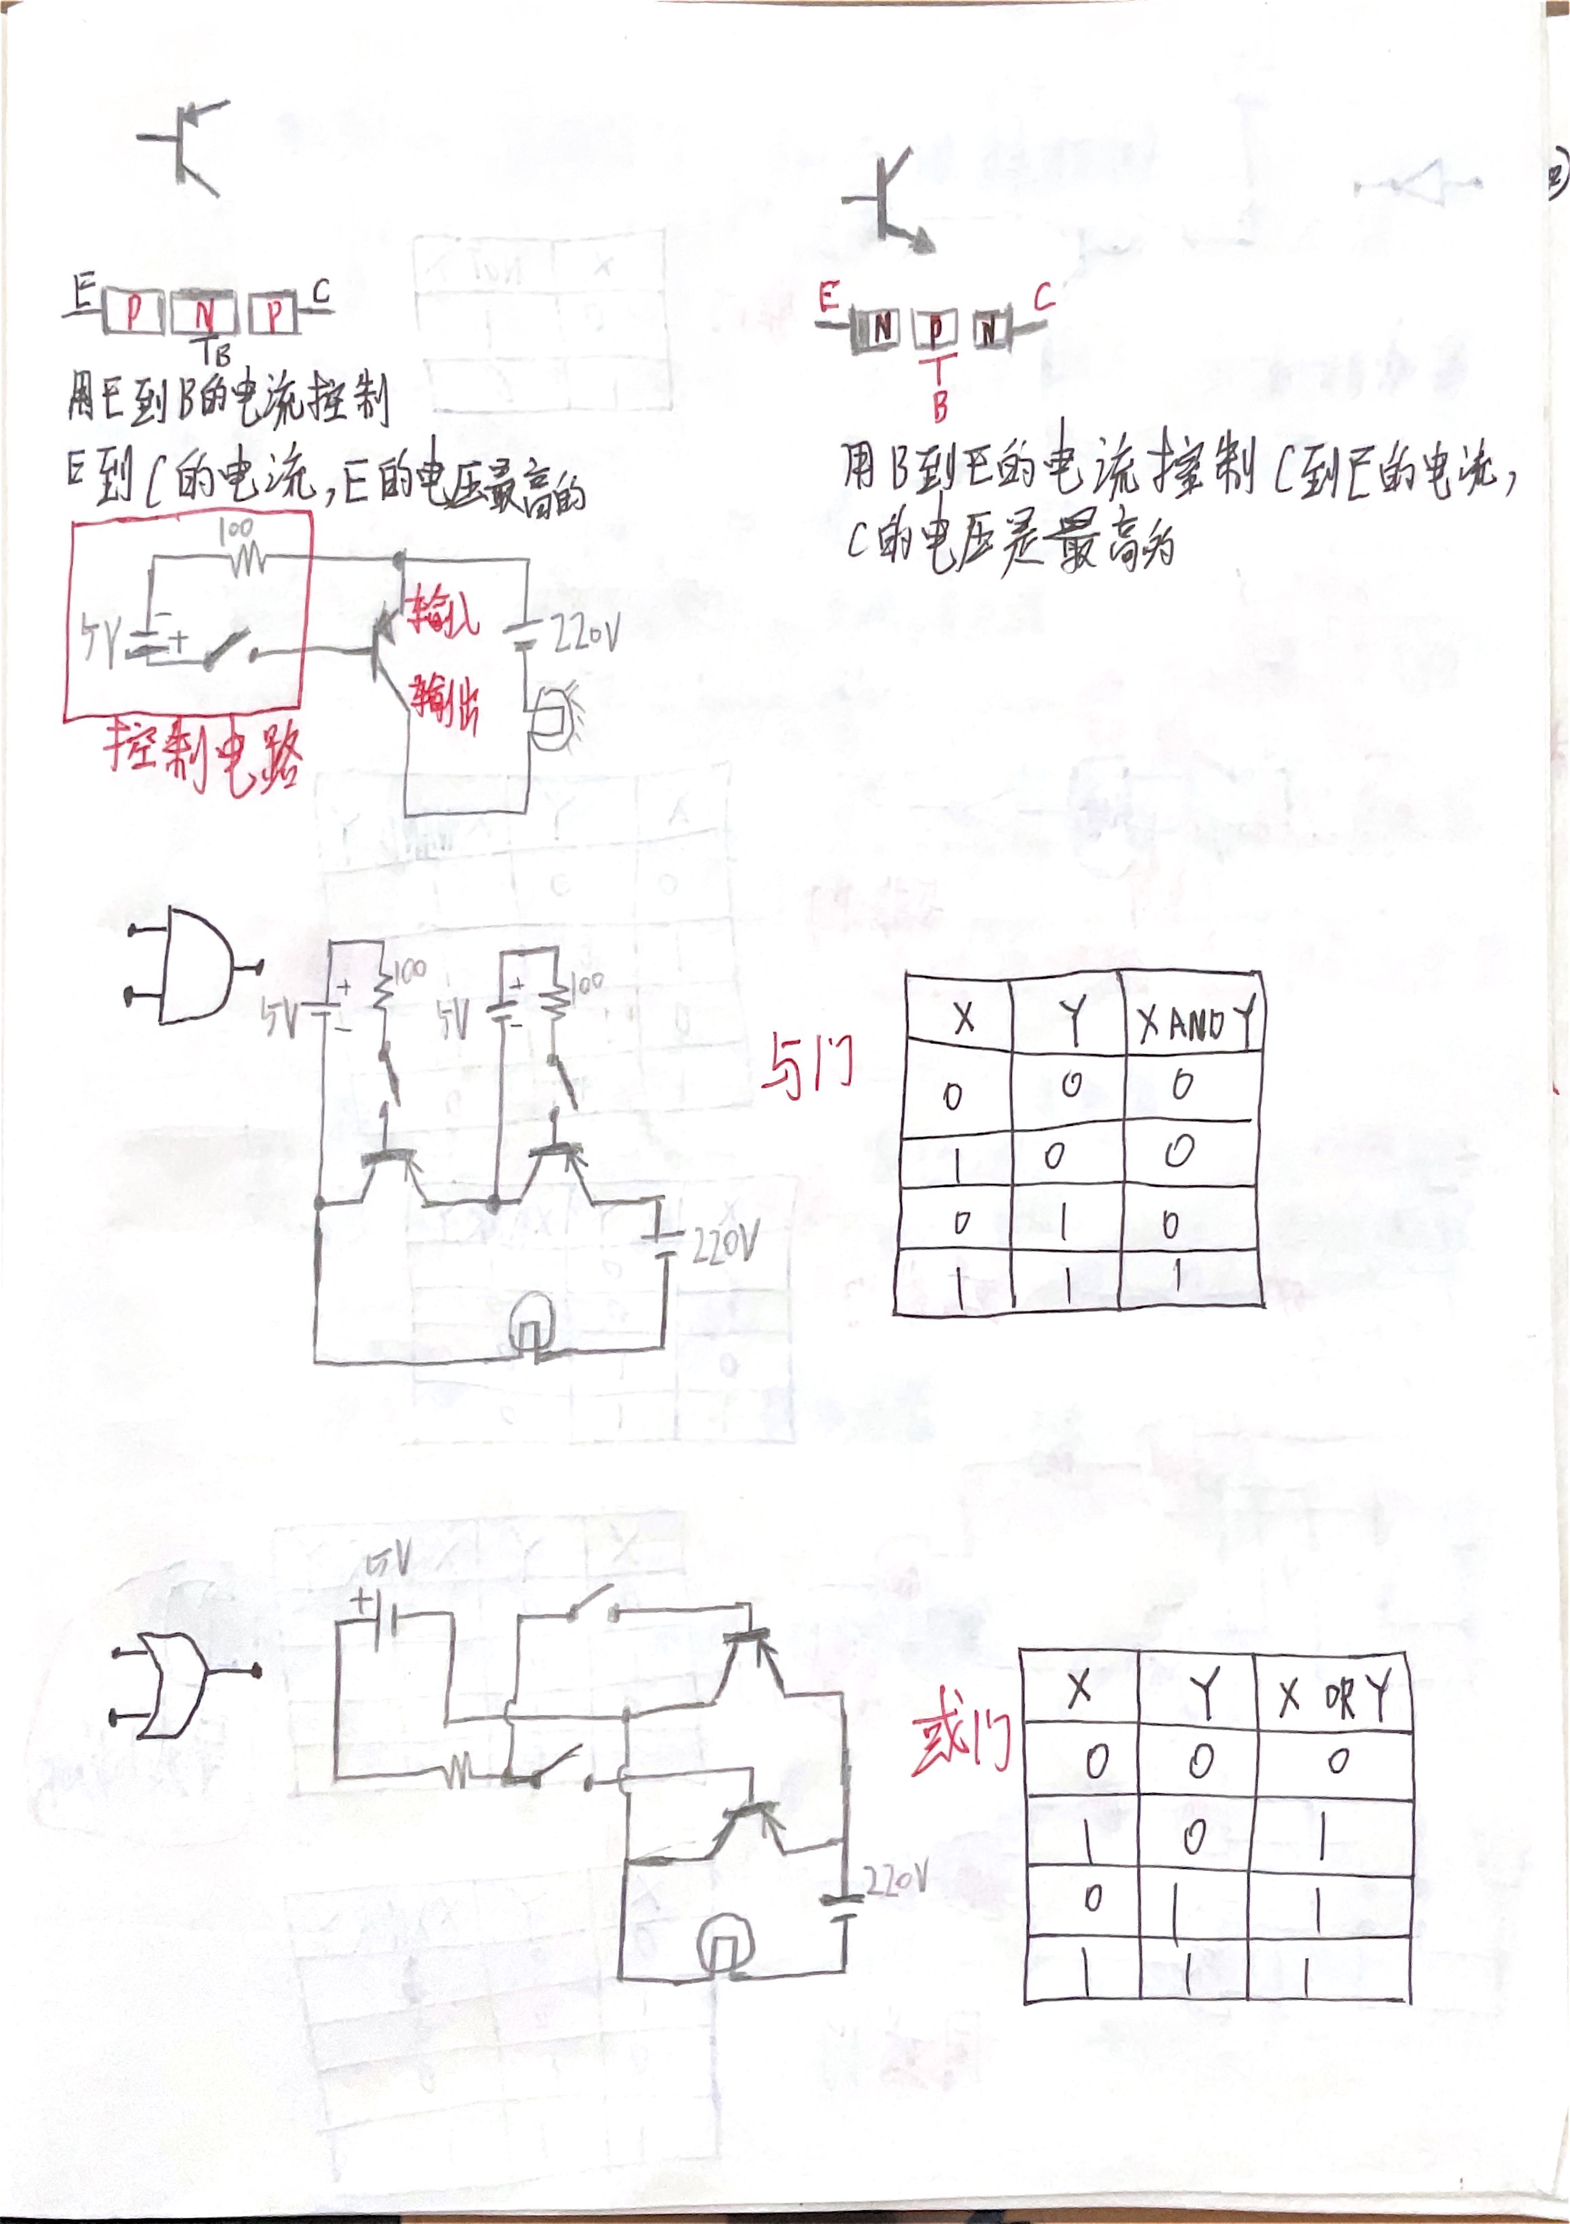 E P N P C
B
用E到B的电流控制
E到C的电流,E的电压最高的
E N P N C
B
用B到E的电流控制C到E的电流,
C的电压是最高的
100
5V - +
输入
输出
220V
控制电路
5V + - 100
5V + - 100
220V
与门
X Y X AND Y
0 0 0
1 0 0
0 1 0
1 1 1
5V
+
220V
或门
X Y X OR Y
0 0 0
1 0 1
0 1 1
1 1 1